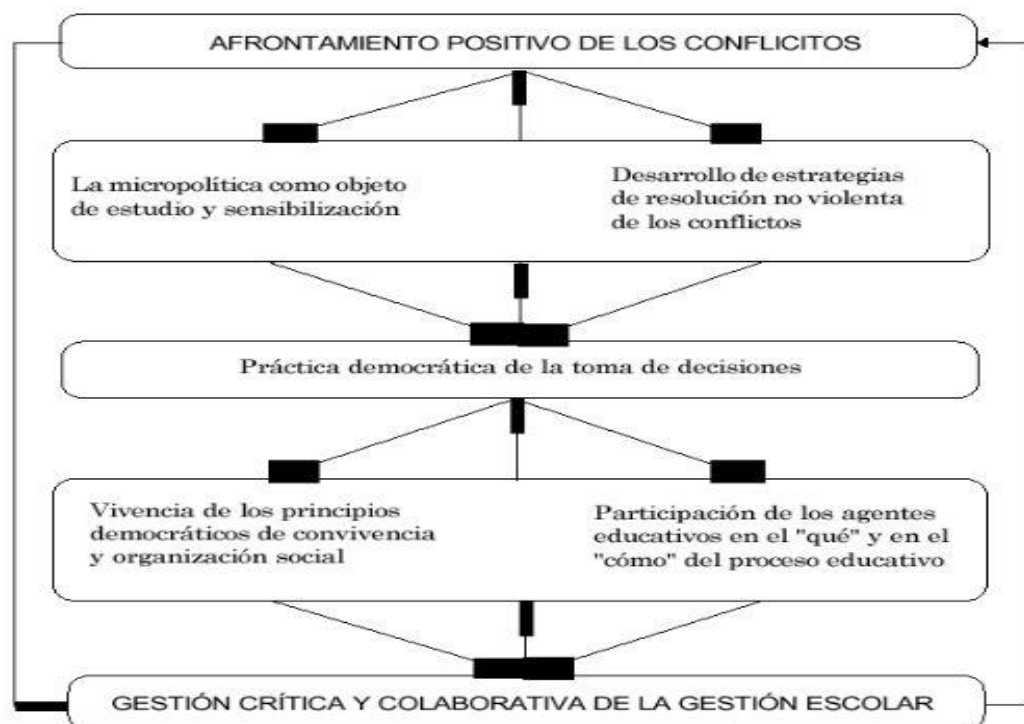 AFRONTAMIENTO POSITIVO DE LOS CONFLICITOS
La micropolítica como objeto
de estudio y sensibilización
Desarrollo de estrategias
de resolución no violenta
de los conflictos
Práctica democrática de la toma de decisiones
Vivencia de los principios
democráticos de convivencia
y organización social
Participación de los agentes
educativos en el "qué" y en el
"cómo" del proceso educativo
GESTIÓN CRÍTICA Y COLABORATIVA DE LA GESTIÓN ESCOLAR